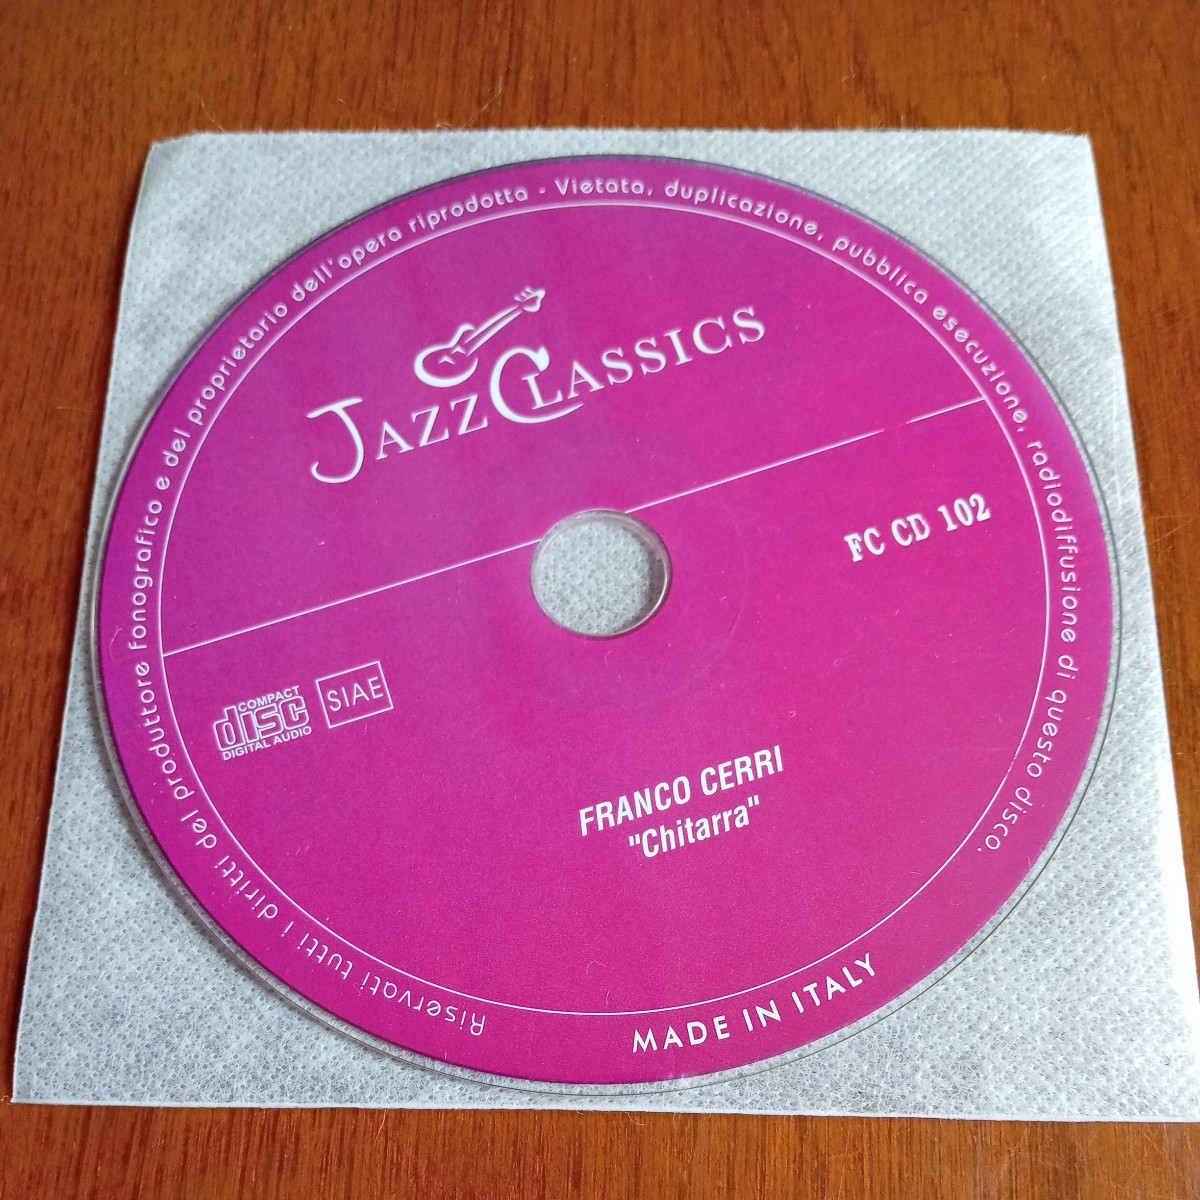 Riservati tutti i diritti del produttore fonografico e del proprietario dell'opera riprodotta - Vietata, duplicazione, pubblica esecuzione, radiodiffusione di questo disco.
JAZZ CLASSICS
FC CD 102
COMPACT
disc
DIGITAL AUDIO
SIAE
FRANCO CERRI
"Chitarra"
MADE IN ITALY